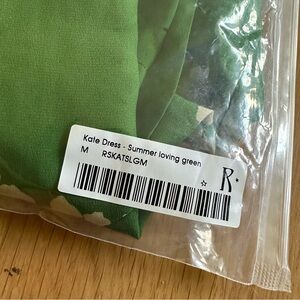 Kate Dress - Summer loving green
M RSKATSLGM
R